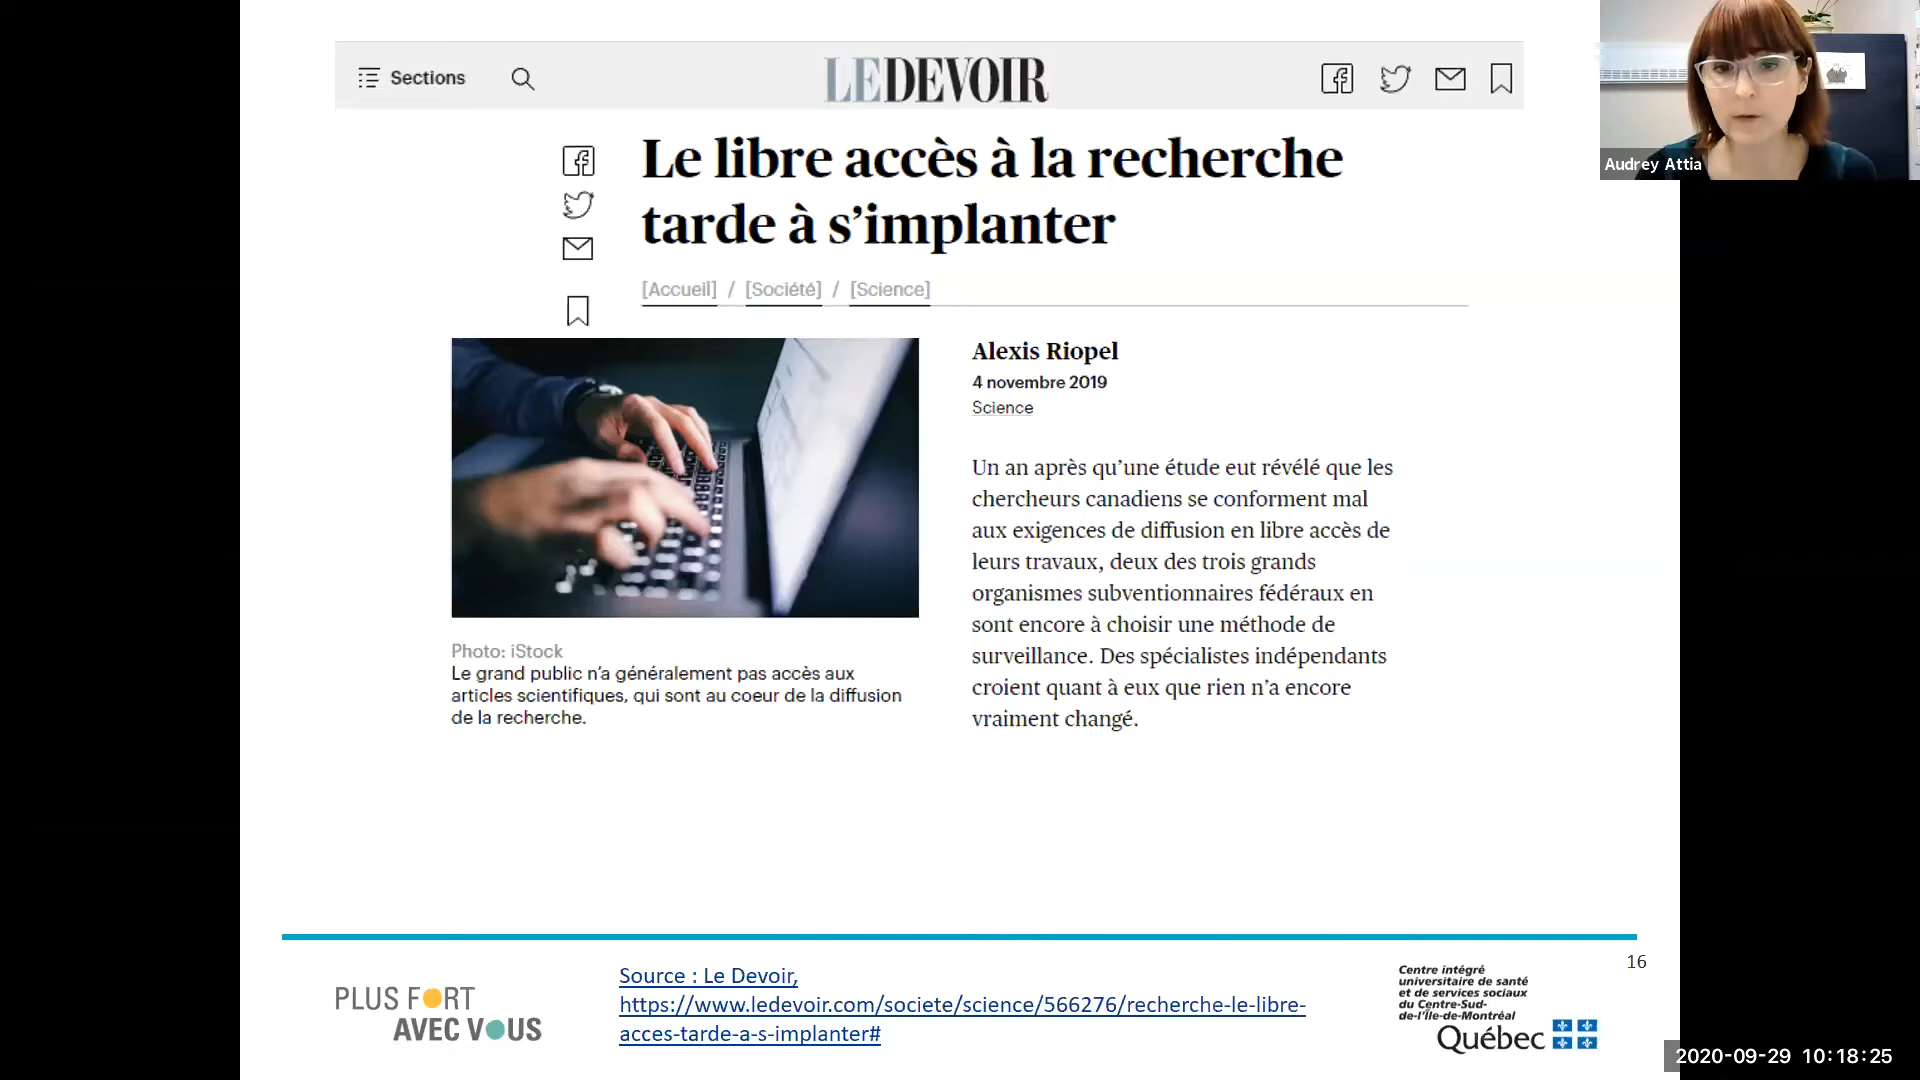 Sections
LE DEVOIR
Le libre accès à la recherche
tarde à s'implanter
[Accueil] / [Société] / [Science]
Photo: iStock
Le grand public n'a généralement pas accès aux
articles scientifiques, qui sont au coeur de la diffusion
de la recherche.
Alexis Riopel
4 novembre 2019
Science
Un an après qu'une étude eut révélé que les
chercheurs canadiens se conforment mal
aux exigences de diffusion en libre accès de
leurs travaux, deux des trois grands
organismes subventionnaires fédéraux en
sont encore à choisir une méthode de
surveillance. Des spécialistes indépendants
croient quant à eux que rien n'a encore
vraiment changé.
Audrey Attia
PLUS FORT
AVEC VOUS
Source : Le Devoir,
https://www.ledevoir.com/societe/science/566276/recherche-le-libre-
acces-tarde-a-s-implanter#
Centre intégré
universitaire de santé
et de services sociaux
du Centre-Sud-
de-l'Île-de-Montréal
Québec
16
2020-09-29 10:18:25